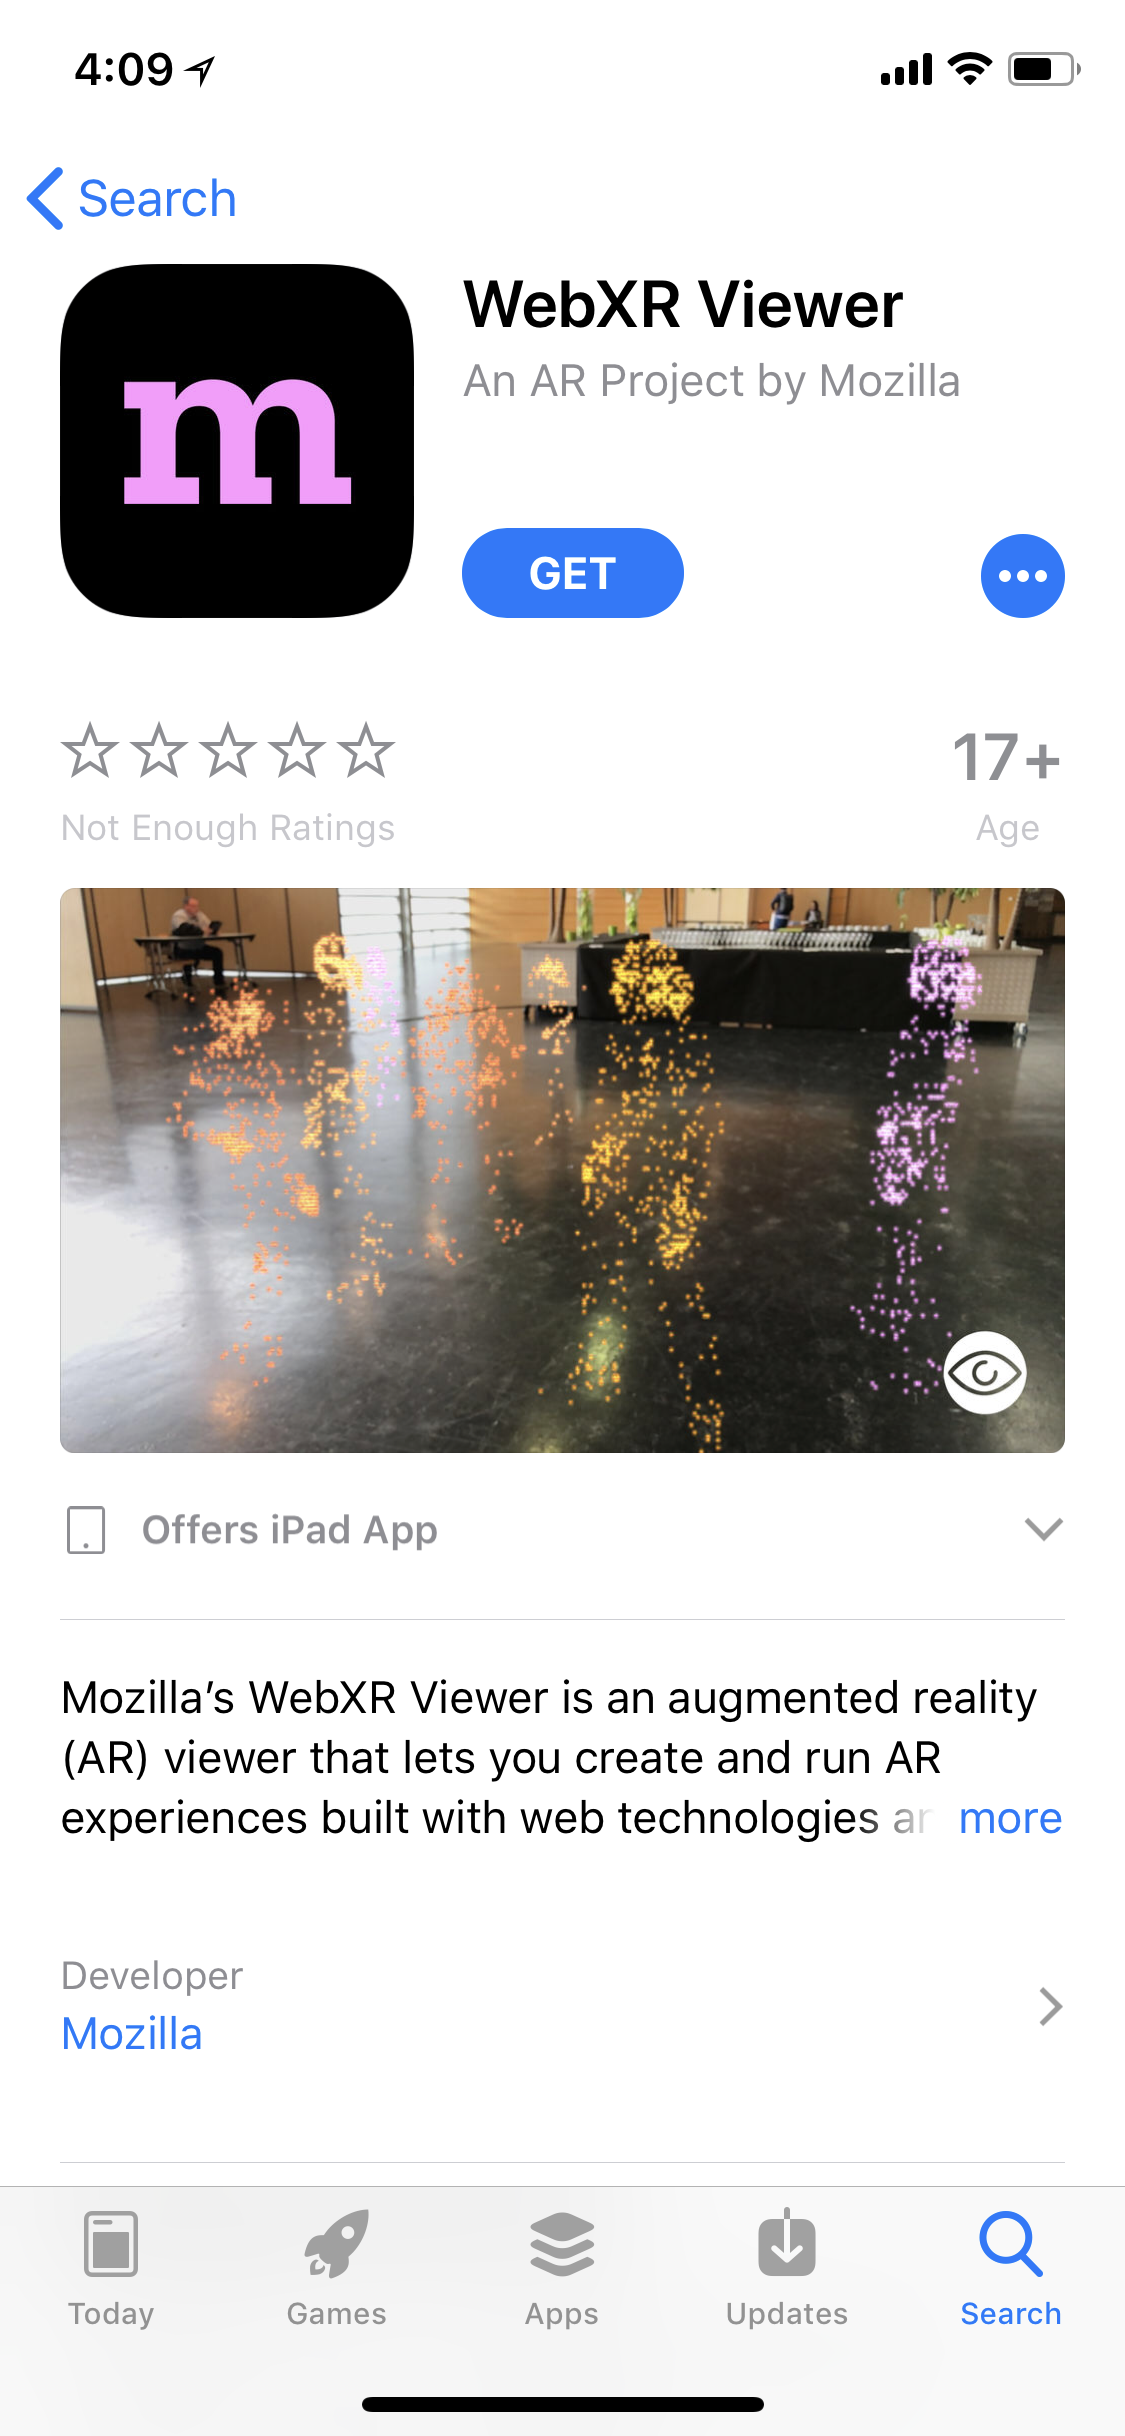 4:09
Search
m
WebXR Viewer
An AR Project by Mozilla
GET
Not Enough Ratings
17+
Age
Offers iPad App
Mozilla’s WebXR Viewer is an augmented reality
(AR) viewer that lets you create and run AR
experiences built with web technologies ar more
Developer
Mozilla
Today
Games
Apps
Updates
Search